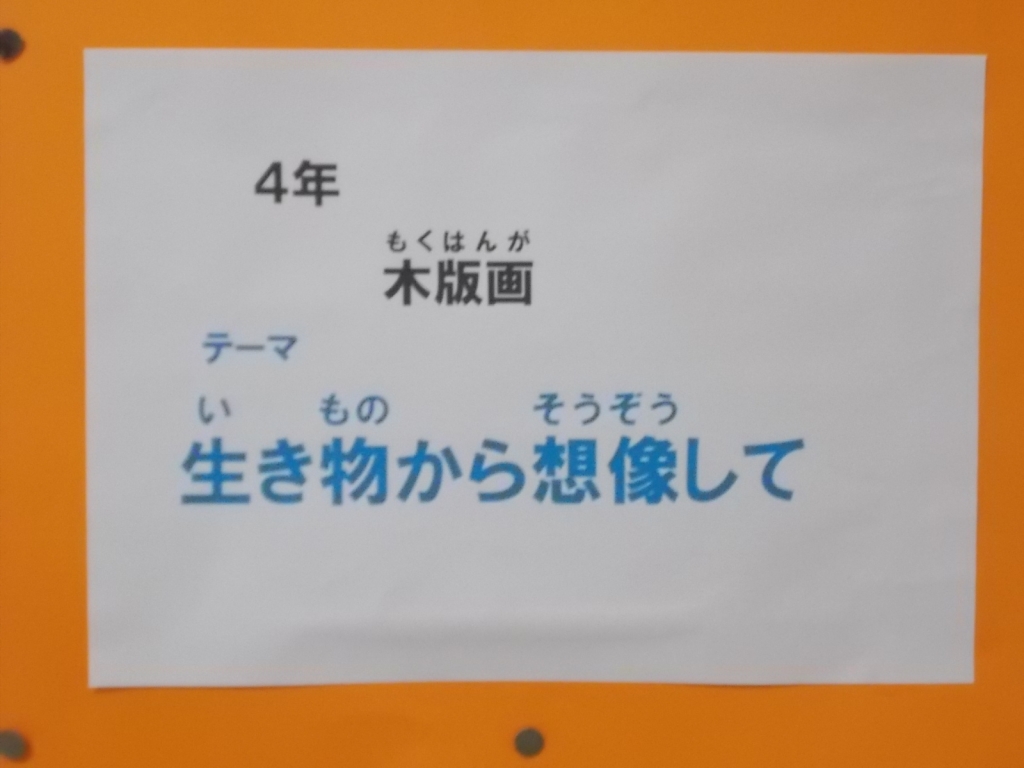 4年
もくはんが
木版画
テーマ
い もの そうぞう
生き物から想像して